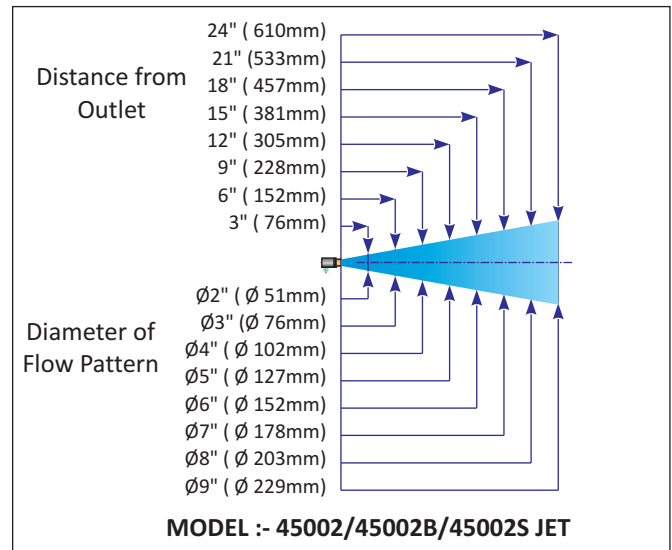 24" ( 610mm)
21" (533mm)
18" ( 457mm)
15" ( 381mm)
12" ( 305mm)
9" ( 228mm)
6" ( 152mm)
3" ( 76mm)
Distance from
Outlet
Ø2" ( Ø 51mm)
Ø3" (Ø 76mm)
Ø4" ( Ø 102mm)
Ø5" ( Ø 127mm)
Ø6" ( Ø 152mm)
Ø7" ( Ø 178mm)
Ø8" ( Ø 203mm)
Ø9" ( Ø 229mm)
Diameter of
Flow Pattern
MODEL :- 45002/45002B/45002S JET